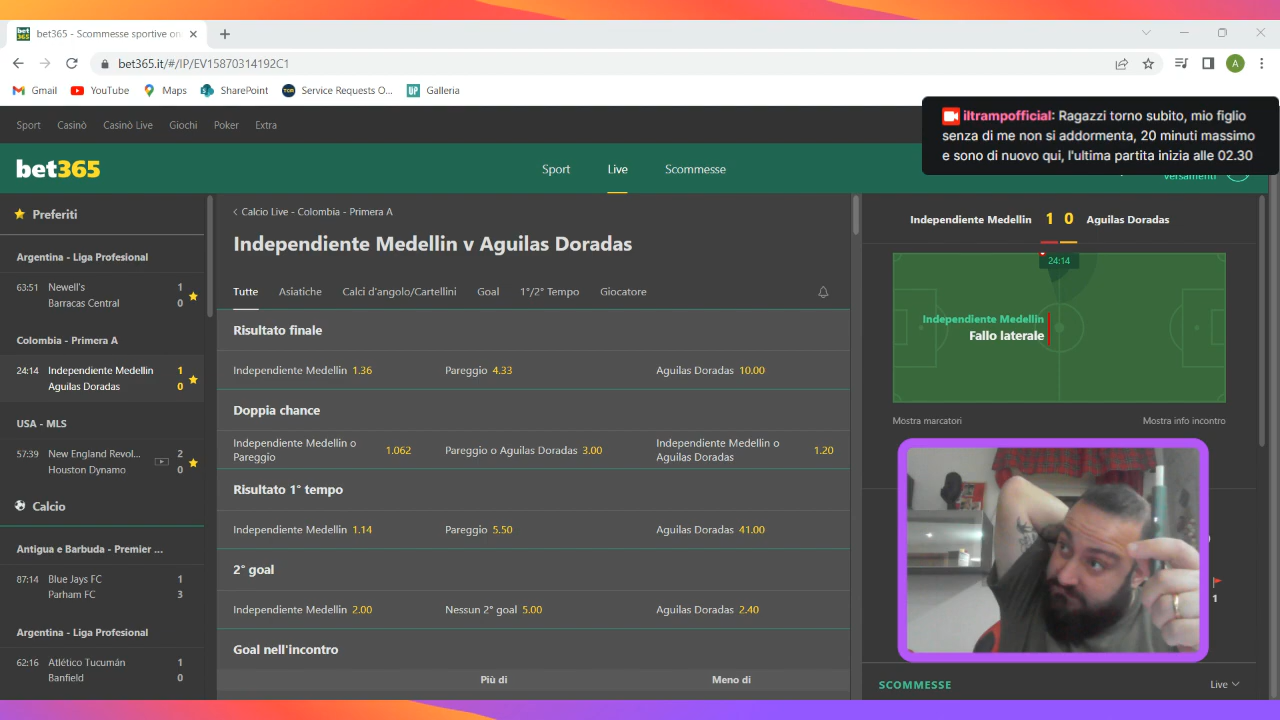 bet365 - Scommesse sportive on
bet365.it/#/IP/EV15870314192C1
A
Gmail YouTube Maps SharePoint Service Requests O... Galleria
iltrampofficial: Ragazzi torno subito, mio figlio
senza di me non si addormenta, 20 minuti massimo
e sono di nuovo qui, l'ultima partita inizia alle 02.30
Sport Casinò Casinò Live Giochi Poker Extra
bet365
Sport Live Scommesse
Versamenti
Preferiti
Argentina - Liga Profesional
63:51 Newell's 1
Barracas Central 0
Colombia - Primera A
24:14 Independiente Medellin 1
Aguilas Doradas 0
USA - MLS
57:39 New England Revol... 2
Houston Dynamo 0
Calcio
Antigua e Barbuda - Premier ...
87:14 Blue Jays FC 1
Parham FC 3
Argentina - Liga Profesional
62:16 Atlético Tucumán 1
Banfield 0
Calcio Live - Colombia - Primera A
Independiente Medellin v Aguilas Doradas
Tutte Asiatiche Calci d'angolo/Cartellini Goal 1°/2° Tempo Giocatore
Risultato finale
Independiente Medellin 1.36 Pareggio 4.33 Aguilas Doradas 10.00
Doppia chance
Independiente Medellin o
Pareggio 1.062
Pareggio o Aguilas Doradas 3.00
Independiente Medellin o
Aguilas Doradas 1.20
Risultato 1° tempo
Independiente Medellin 1.14 Pareggio 5.50 Aguilas Doradas 41.00
2° goal
Independiente Medellin 2.00 Nessun 2° goal 5.00 Aguilas Doradas 2.40
Goal nell'incontro
Più di Meno di
Independiente Medellin 1 0 Aguilas Doradas
24:14
Independiente Medellin
Fallo laterale
Mostra marcatori Mostra info incontro
1
SCOMMESSE Live